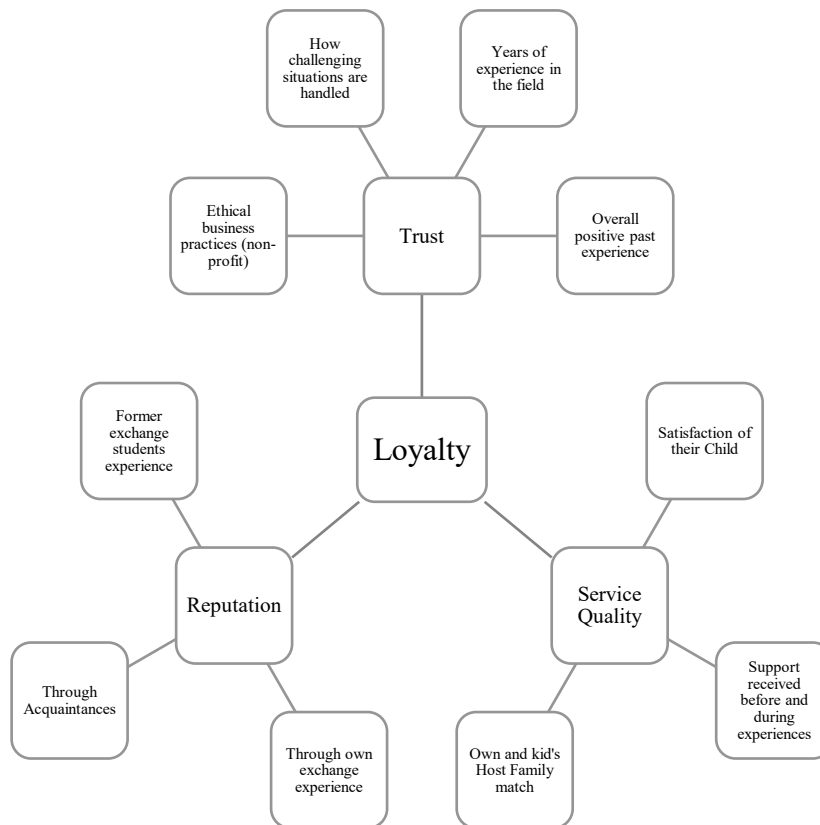 How
challenging
situations are
handled
Years of
experience in
the field
Ethical
business
practices (non-
profit)
Trust
Overall
positive past
experience
Former
exchange
students
experience
Loyalty
Satisfaction of
their Child
Reputation
Service
Quality
Through
Acquaintances
Support
received
before and
during
experiences
Through own
exchange
experience
Own and kid's
Host Family
match